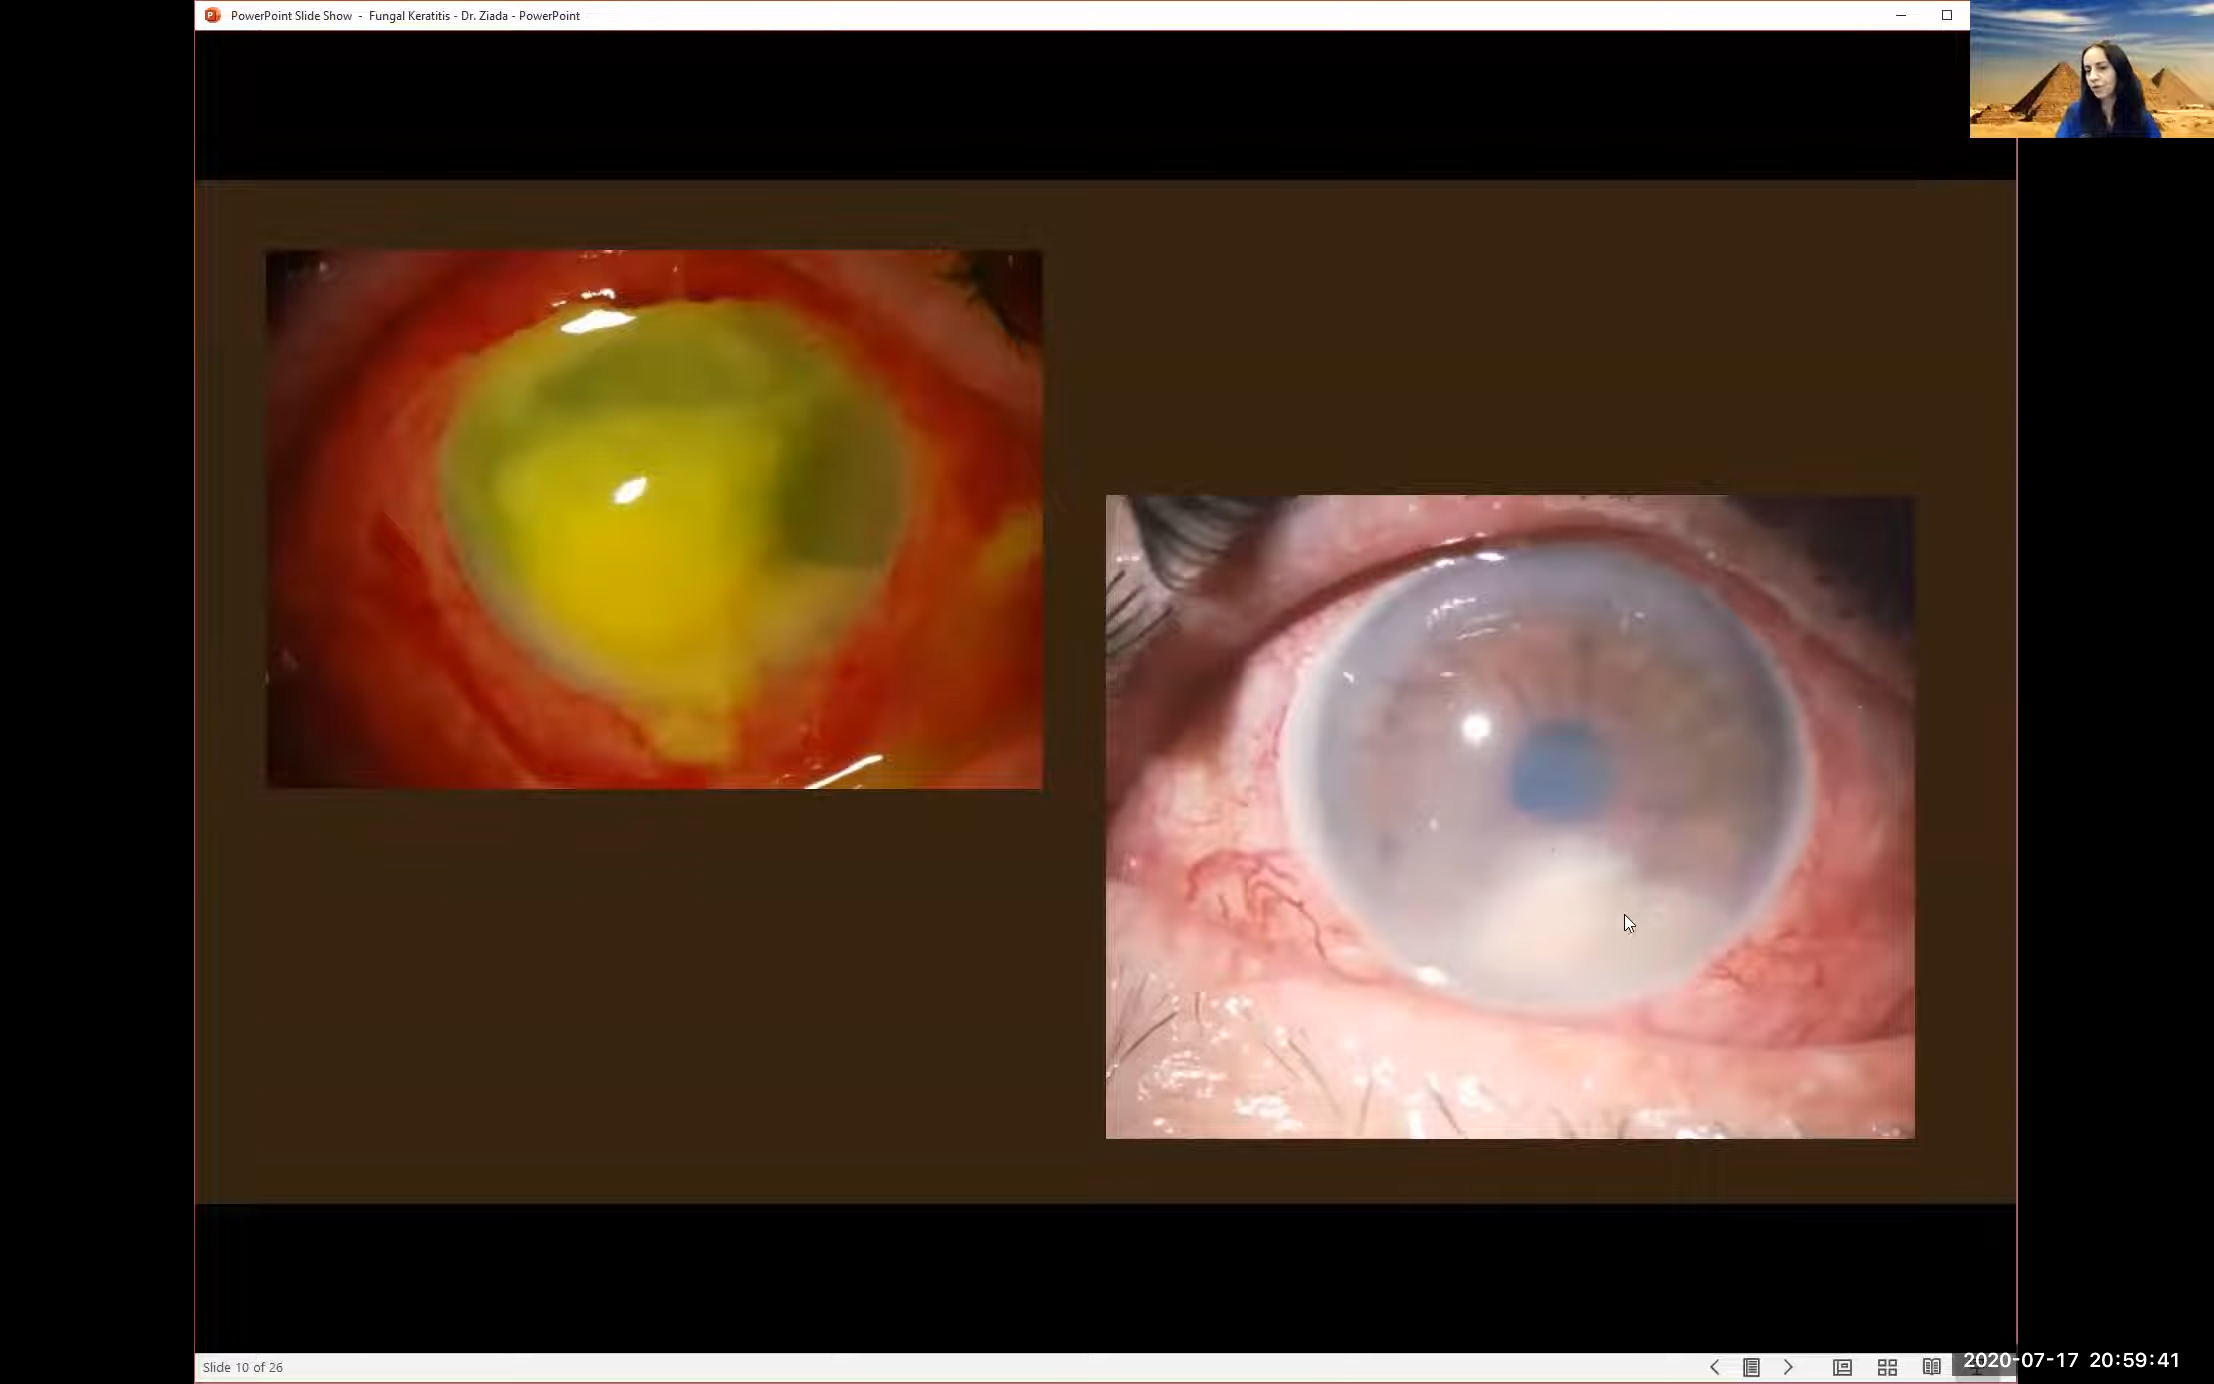 PowerPoint Slide Show - Fungal Keratitis - Dr. Ziada - PowerPoint
Slide 10 of 26
2020-07-17 20:59:41